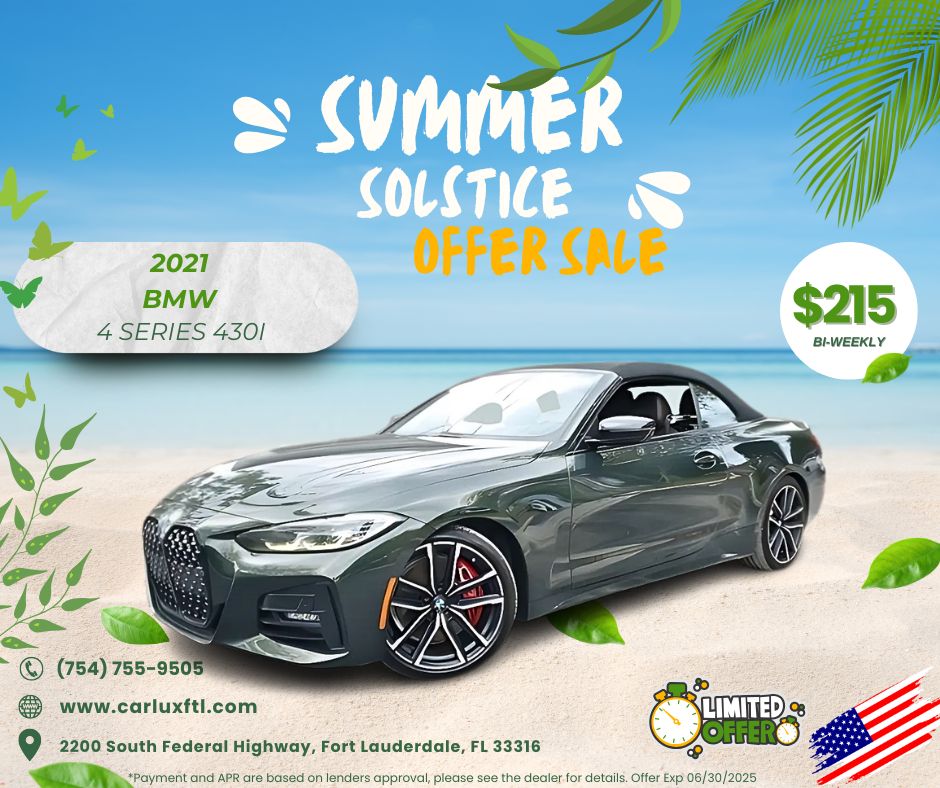 SUMMER
SOLSTICE
OFFER SALE
2021
BMW
4 SERIES 430I
$215
BI-WEEKLY
(754) 755-9505
www.carluxftl.com
2200 South Federal Highway, Fort Lauderdale, FL 33316
LIMITED
OFFER
*Payment and APR are based on lenders approval, please see the dealer for details. Offer Exp 06/30/2025